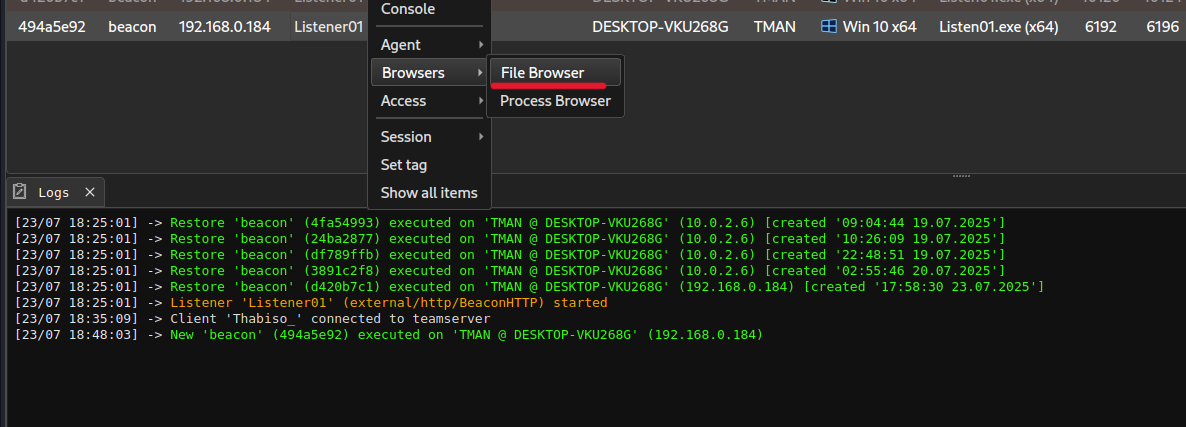 Console
494a5e92 beacon 192.168.0.184 Listener01 DESKTOP-VKU268G TMAN Win 10 x64 Listen01.exe (x64) 6192 6196
Agent
Browsers
File Browser
Process Browser
Access
Session
Set tag
Show all items
Logs
[23/07 18:25:01] -> Restore 'beacon' (4fa54993) executed on 'TMAN @ DESKTOP-VKU268G' (10.0.2.6) [created '09:04:44 19.07.2025']
[23/07 18:25:01] -> Restore 'beacon' (24ba2877) executed on 'TMAN @ DESKTOP-VKU268G' (10.0.2.6) [created '10:26:09 19.07.2025']
[23/07 18:25:01] -> Restore 'beacon' (df789ffb) executed on 'TMAN @ DESKTOP-VKU268G' (10.0.2.6) [created '22:48:51 19.07.2025']
[23/07 18:25:01] -> Restore 'beacon' (3891c2f8) executed on 'TMAN @ DESKTOP-VKU268G' (10.0.2.6) [created '02:55:46 20.07.2025']
[23/07 18:25:01] -> Restore 'beacon' (d420b7c1) executed on 'TMAN @ DESKTOP-VKU268G' (192.168.0.184) [created '17:58:30 23.07.2025']
[23/07 18:25:01] -> Listener 'Listener01' (external/http/BeaconHTTP) started
[23/07 18:35:09] -> Client 'Thabiso_' connected to teamserver
[23/07 18:48:03] -> New 'beacon' (494a5e92) executed on 'TMAN @ DESKTOP-VKU268G' (192.168.0.184)